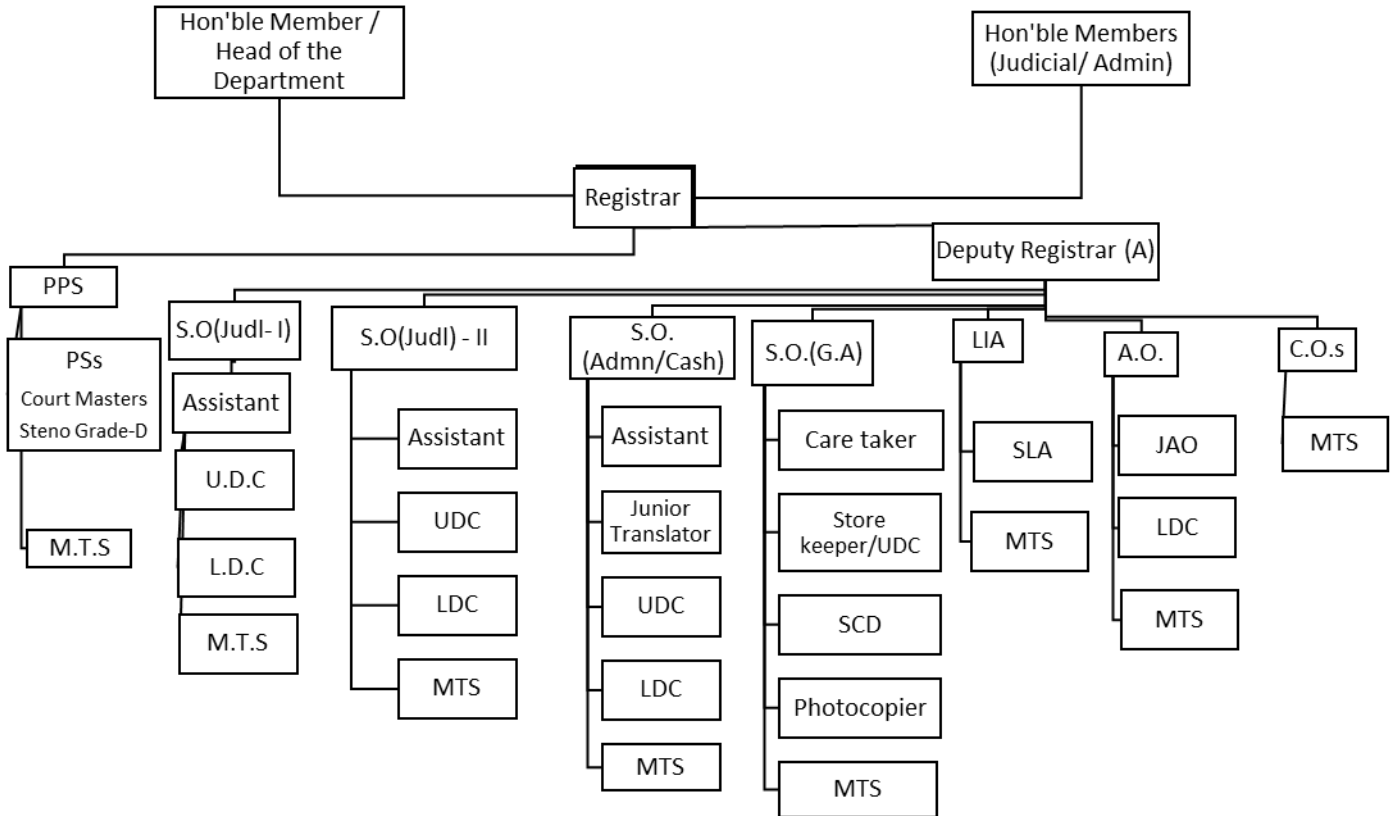 Hon'ble Member /
Head of the
Department
Hon'ble Members
(Judicial/ Admin)
Registrar
Deputy Registrar (A)
PPS
PSs
Court Masters
Steno Grade-D
M.T.S
S.O(Judl- I)
Assistant
U.D.C
L.D.C
M.T.S
S.O(Judl) - II
Assistant
UDC
LDC
MTS
S.O.
(Admn/Cash)
Assistant
Junior
Translator
UDC
LDC
MTS
S.O.(G.A)
Care taker
Store
keeper/UDC
SCD
Photocopier
MTS
LIA
SLA
MTS
A.O.
JAO
LDC
MTS
C.O.s
MTS